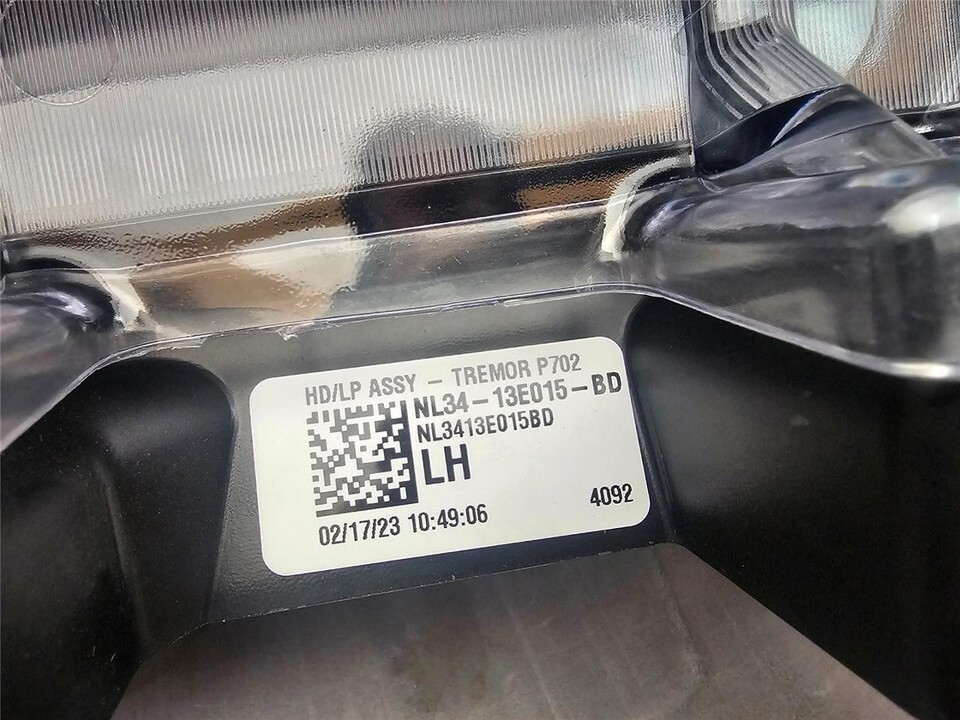 HD/LP ASSY - TREMOR P702
NL34-13E015-BD
NL3413E015BD
LH
4092
02/17/23 10:49:06